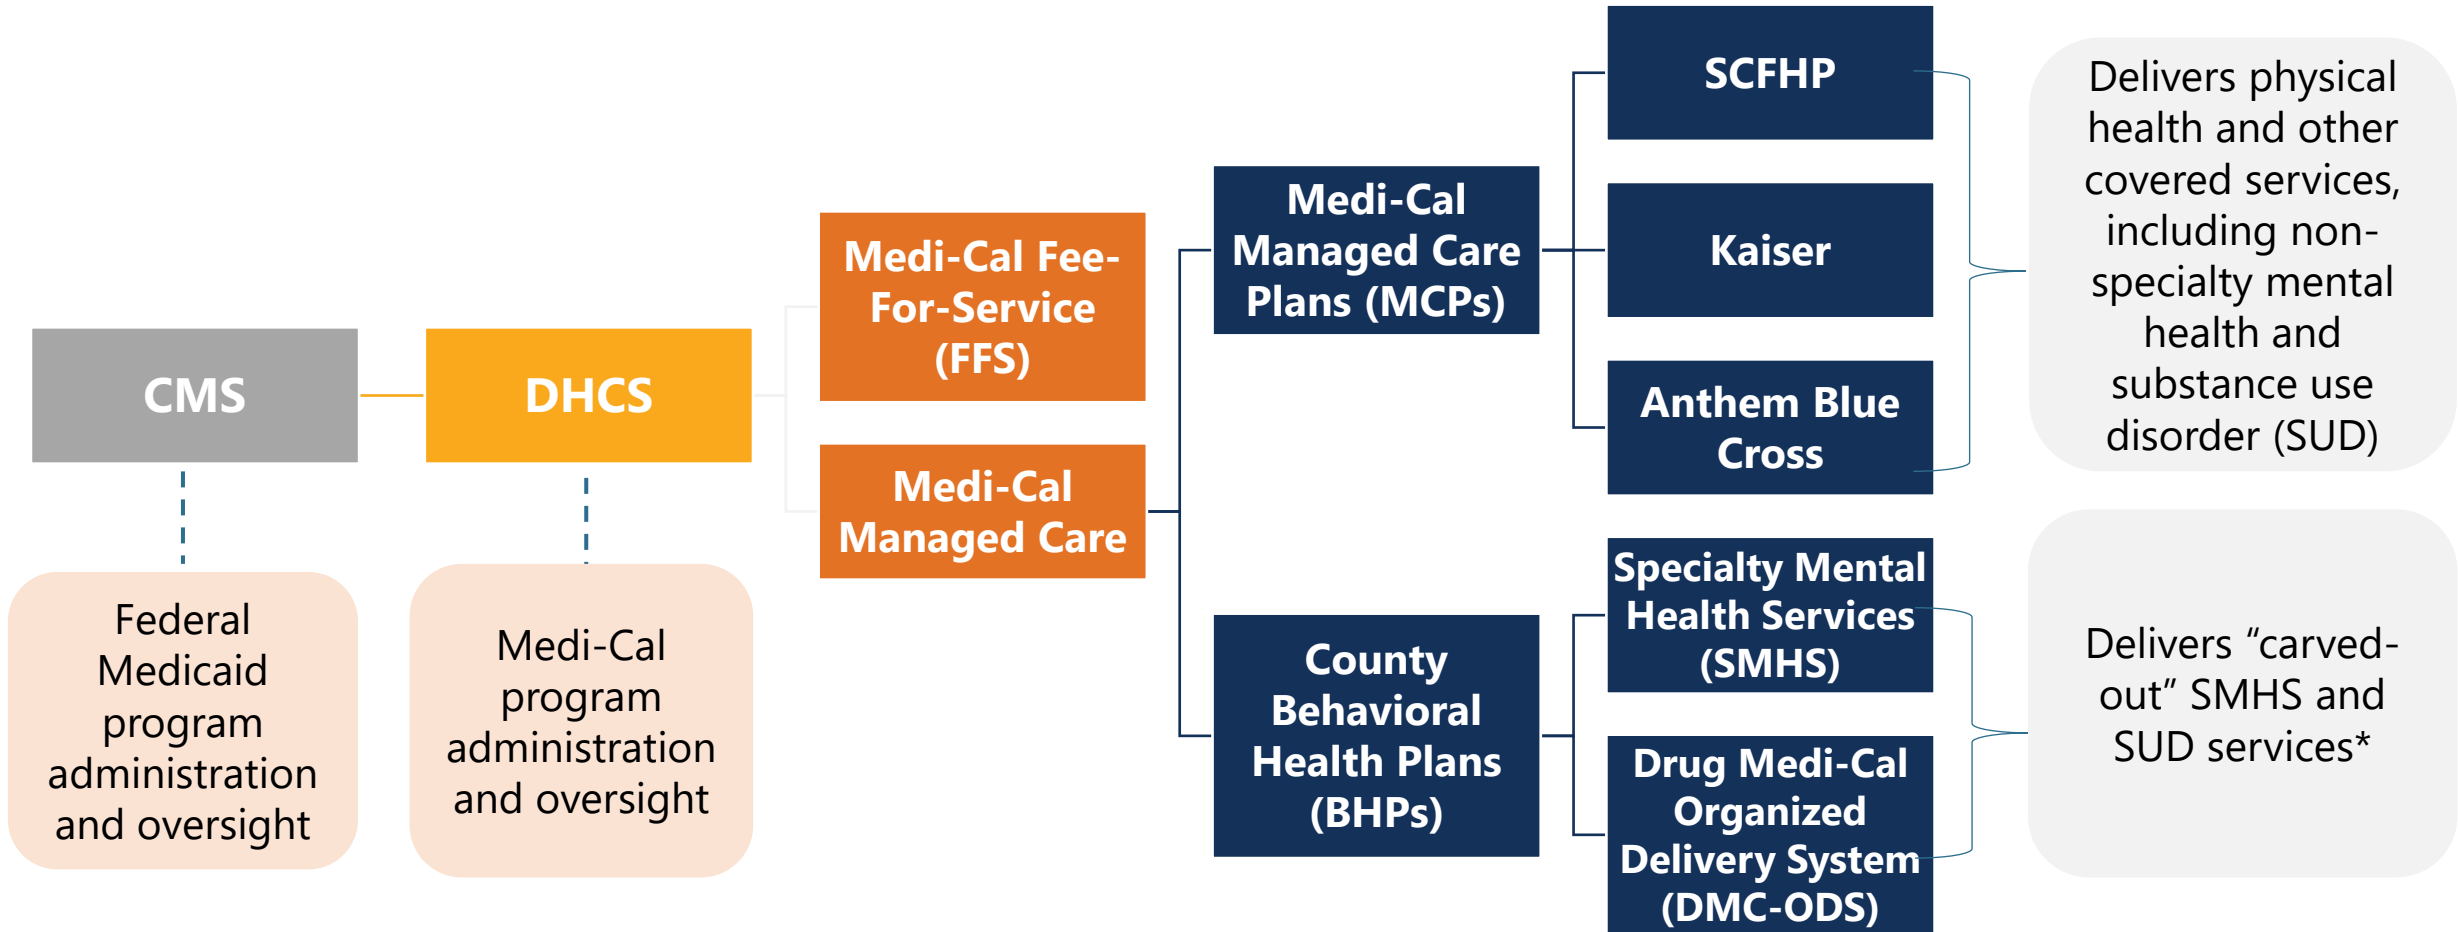 CMS
Federal
Medicaid
program
administration
and oversight
DHCS
Medi-Cal
program
administration
and oversight
Medi-Cal Fee-
For-Service
(FFS)
Medi-Cal
Managed Care
Medi-Cal
Managed Care
Plans (MCPs)
County
Behavioral
Health Plans
(BHPs)
SCFHP
Kaiser
Anthem Blue
Cross
Specialty Mental
Health Services
(SMHS)
Drug Medi-Cal
Organized
Delivery System
(DMC-ODS)
Delivers physical
health and other
covered services,
including non-
specialty mental
health and
substance use
disorder (SUD)
Delivers “carved-
out” SMHS and
SUD services*